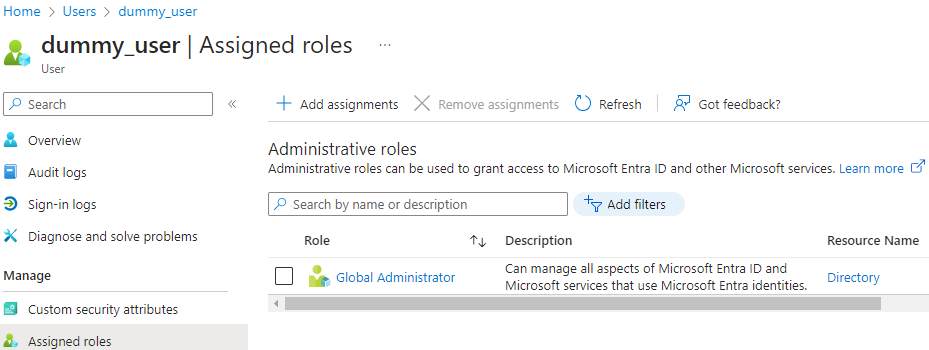 Home > Users > dummy_user
dummy_user | Assigned roles ...
User
Search «
Overview
Audit logs
Sign-in logs
Diagnose and solve problems
Manage
Custom security attributes
Assigned roles
+ Add assignments Remove assignments Refresh Got feedback?
Administrative roles
Administrative roles can be used to grant access to Microsoft Entra ID and other Microsoft services. Learn more
Search by name or description Add filters
Role Description Resource Name
Global Administrator Can manage all aspects of Microsoft Entra ID and Directory
Microsoft services that use Microsoft Entra identities.